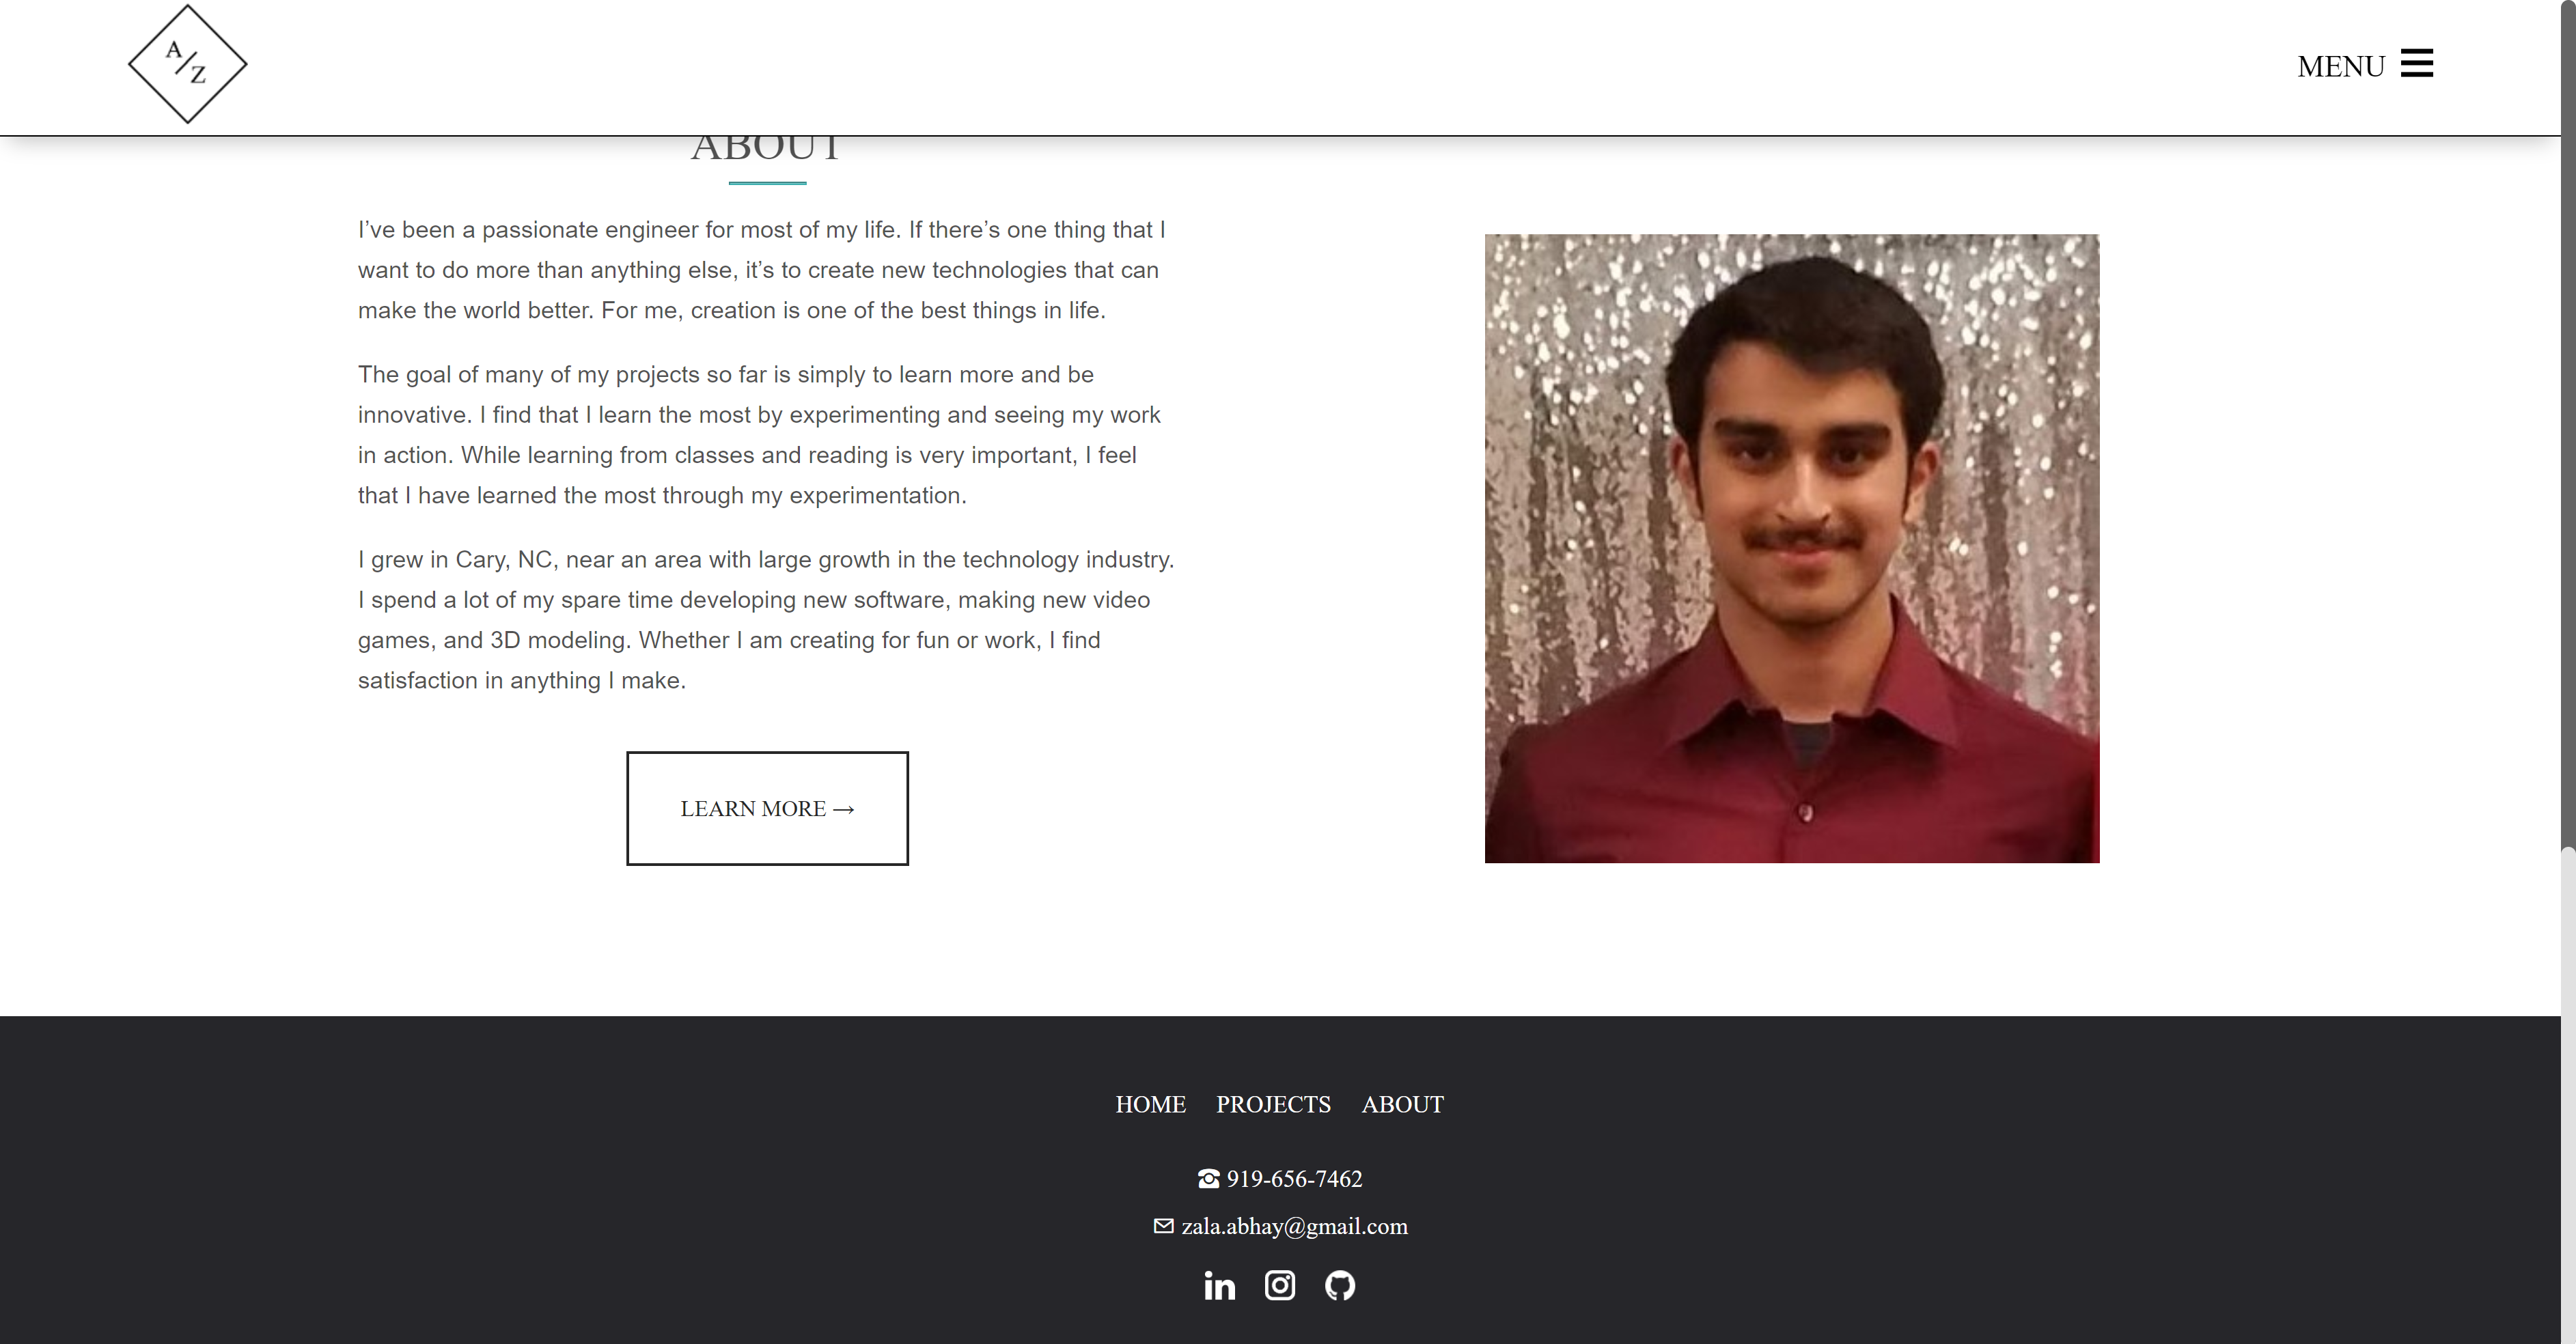 A/Z
MENU
ABOUT
I’ve been a passionate engineer for most of my life. If there’s one thing that I
want to do more than anything else, it’s to create new technologies that can
make the world better. For me, creation is one of the best things in life.
The goal of many of my projects so far is simply to learn more and be
innovative. I find that I learn the most by experimenting and seeing my work
in action. While learning from classes and reading is very important, I feel
that I have learned the most through my experimentation.
I grew in Cary, NC, near an area with large growth in the technology industry.
I spend a lot of my spare time developing new software, making new video
games, and 3D modeling. Whether I am creating for fun or work, I find
satisfaction in anything I make.
LEARN MORE →
HOME PROJECTS ABOUT
919-656-7462
zala.abhay@gmail.com
in